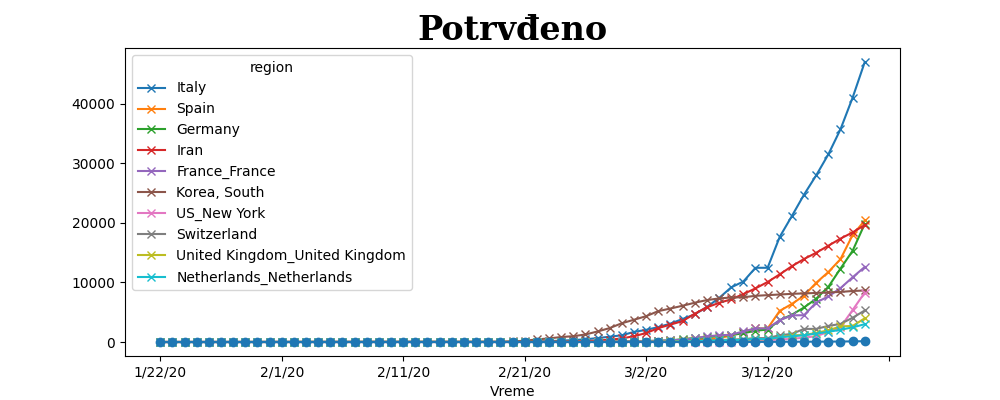 Potrvđeno
region
Italy
Spain
Germany
Iran
France_France
Korea, South
US_New York
Switzerland
United Kingdom_United Kingdom
Netherlands_Netherlands
40000
30000
20000
10000
0
1/22/20 2/1/20 2/11/20 2/21/20 3/2/20 3/12/20
Vreme